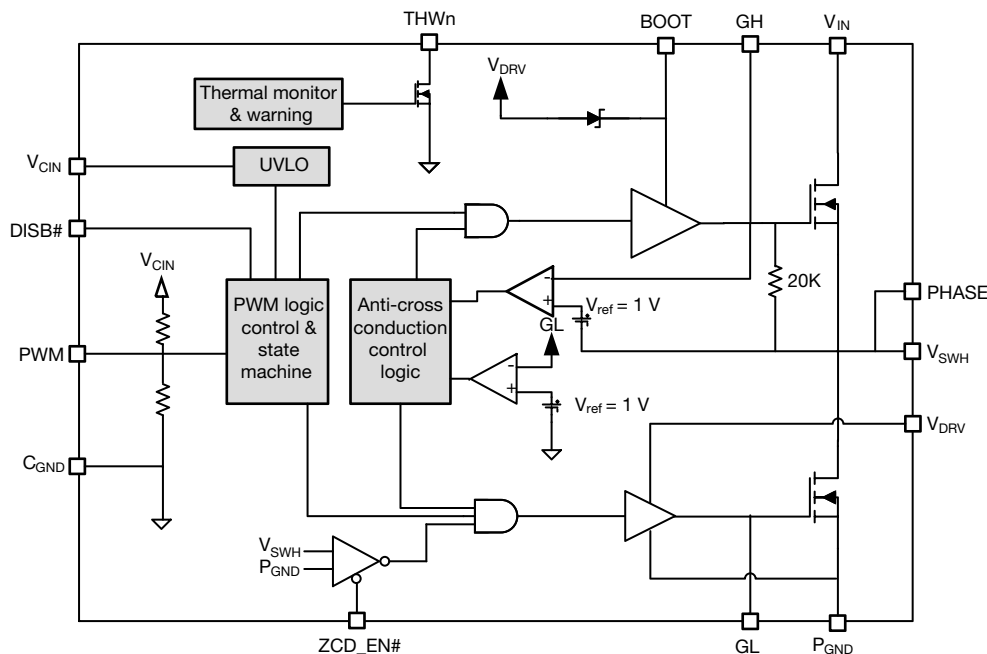 THWn
BOOT
GH
VIN
VDRV
Thermal monitor
& warning
VCIN
UVLO
DISB#
VCIN
20K
PHASE
PWM logic
control &
state
machine
Anti-cross
conduction
control
logic
-
+
Vref = 1 V
GL
PWM
VSWH
-
+
Vref = 1 V
VDRV
CGND
VSWH
PGND
ZCD_EN#
GL
PGND